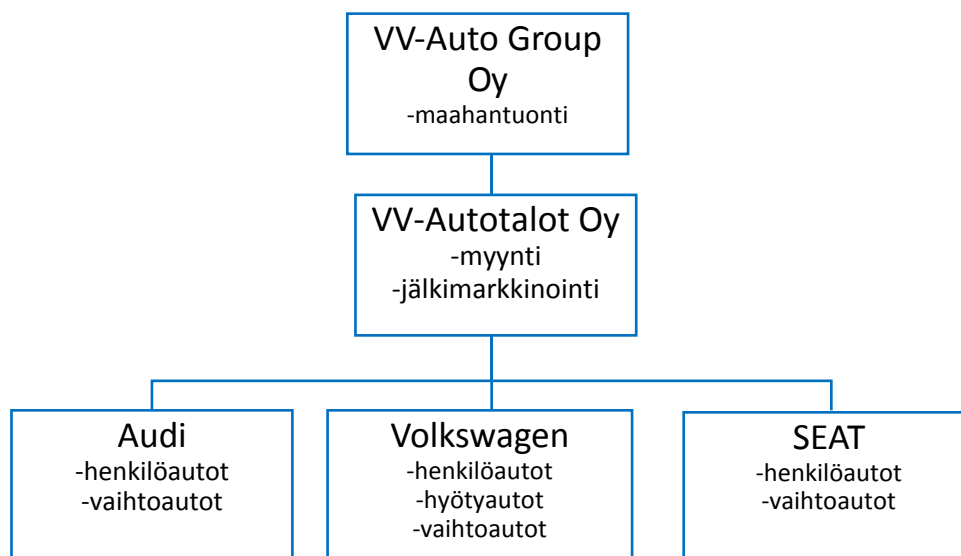 VV-Auto Group
Oy
-maahantuonti
VV-Autotalot Oy
-myynti
-jälkimarkkinointi
Audi
-henkilöautot
-vaihtoautot
Volkswagen
-henkilöautot
-hyötyautot
-vaihtoautot
SEAT
-henkilöautot
-vaihtoautot